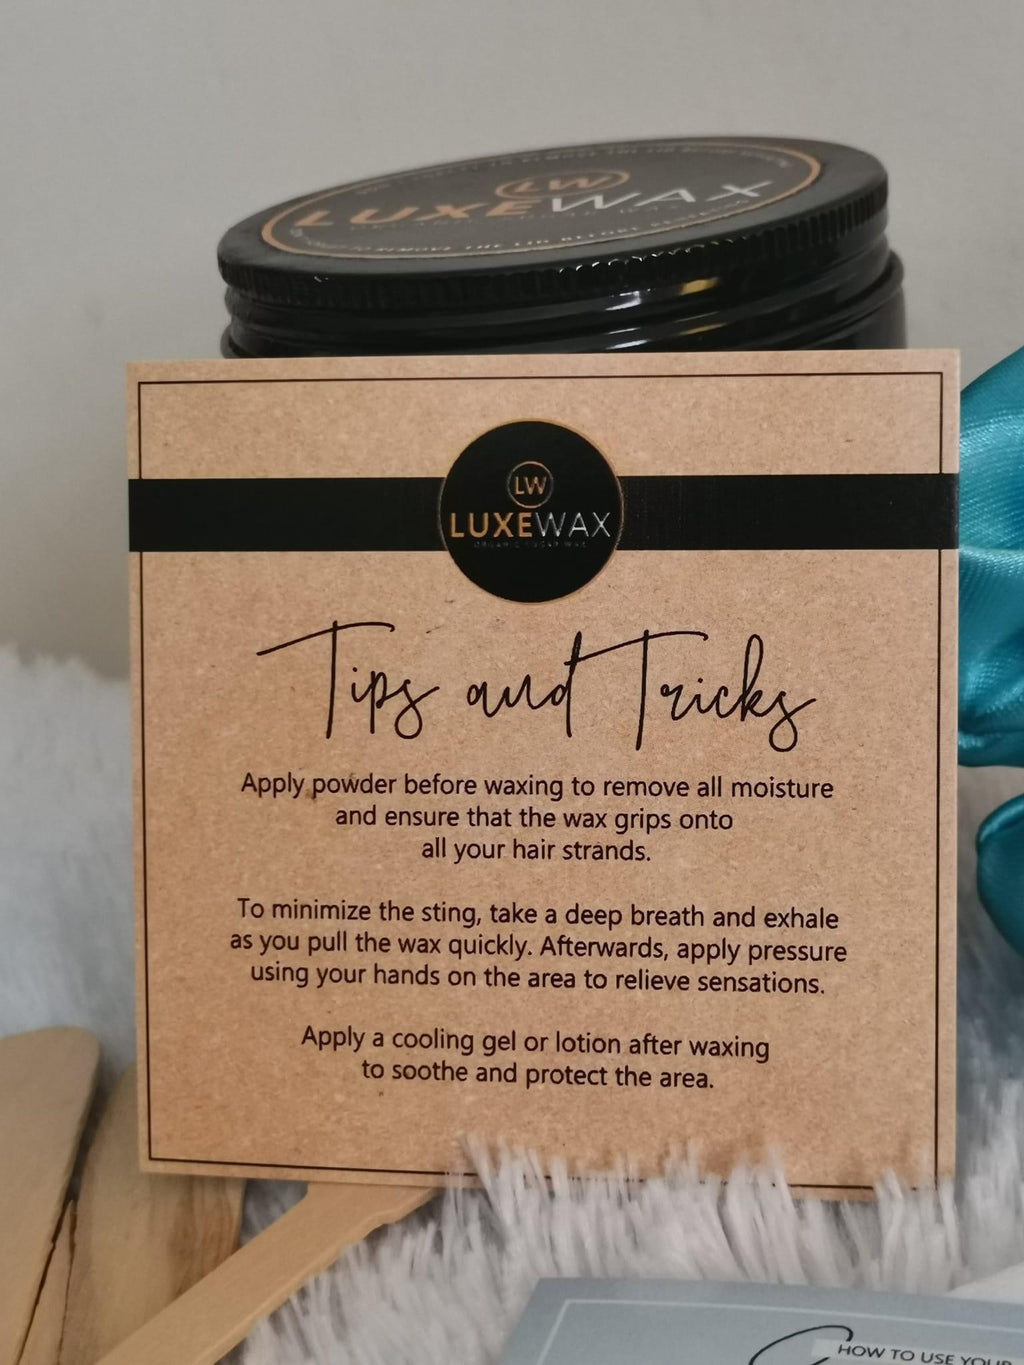 LW
LUXEWAX
LW
LUXEWAX
Tips and Tricks
Apply powder before waxing to remove all moisture
and ensure that the wax grips onto
all your hair strands.
To minimize the sting, take a deep breath and exhale
as you pull the wax quickly. Afterwards, apply pressure
using your hands on the area to relieve sensations.
Apply a cooling gel or lotion after waxing
to soothe and protect the area.
HOW TO USE YOUR